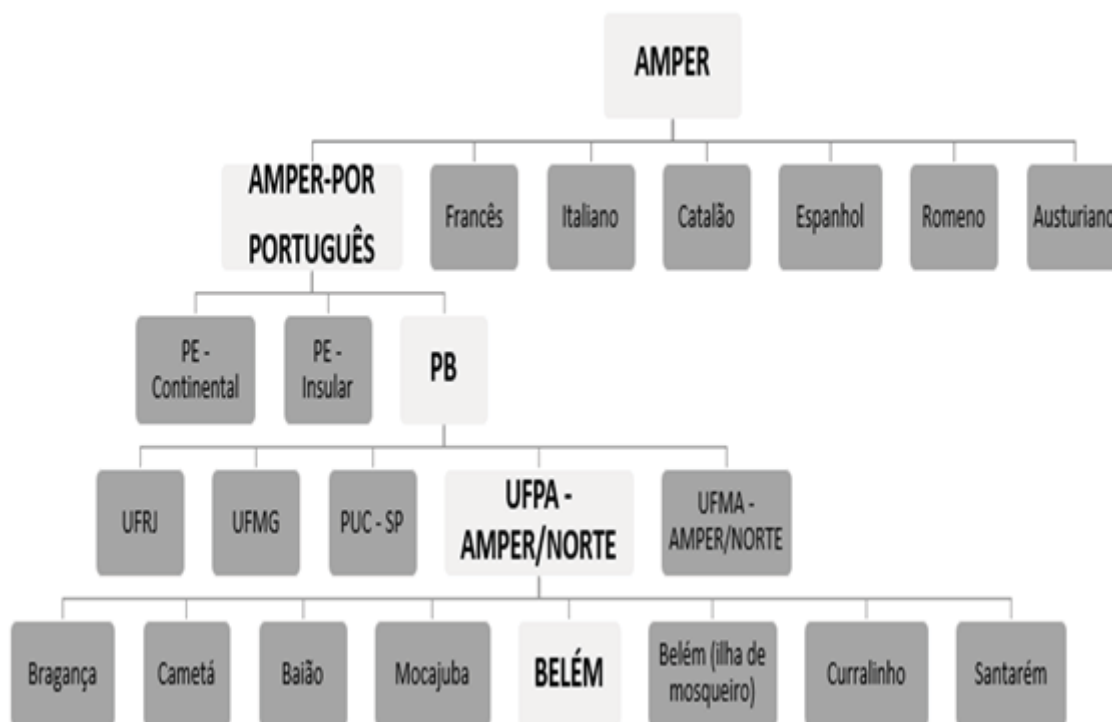 AMPER
AMPER-POR
PORTUGUÊS
Francês
Italiano
Catalão
Espanhol
Romeno
Austuriano
PE -
Continental
PE -
Insular
PB
UFRJ
UFMG
PUC - SP
UFPA -
AMPER/NORTE
UFMA -
AMPER/NORTE
Bragança
Cametá
Baião
Mocajuba
BELÉM
Belém (ilha de
mosqueiro)
Curralinho
Santarém